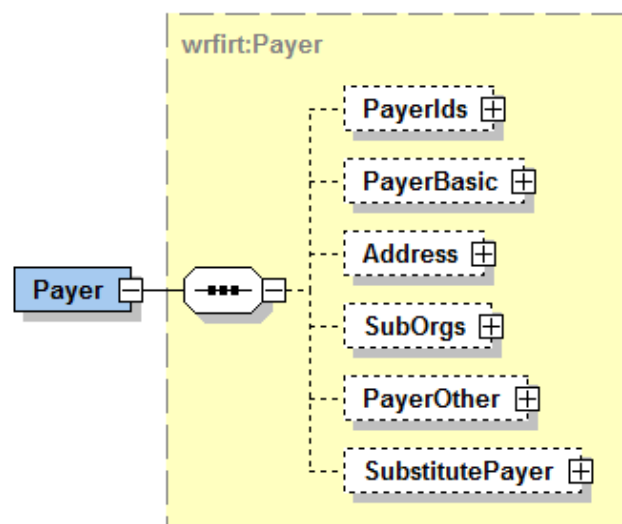 wrfirt:Payer
PayerIds
PayerBasic
Address
Payer
SubOrgs
PayerOther
SubstitutePayer